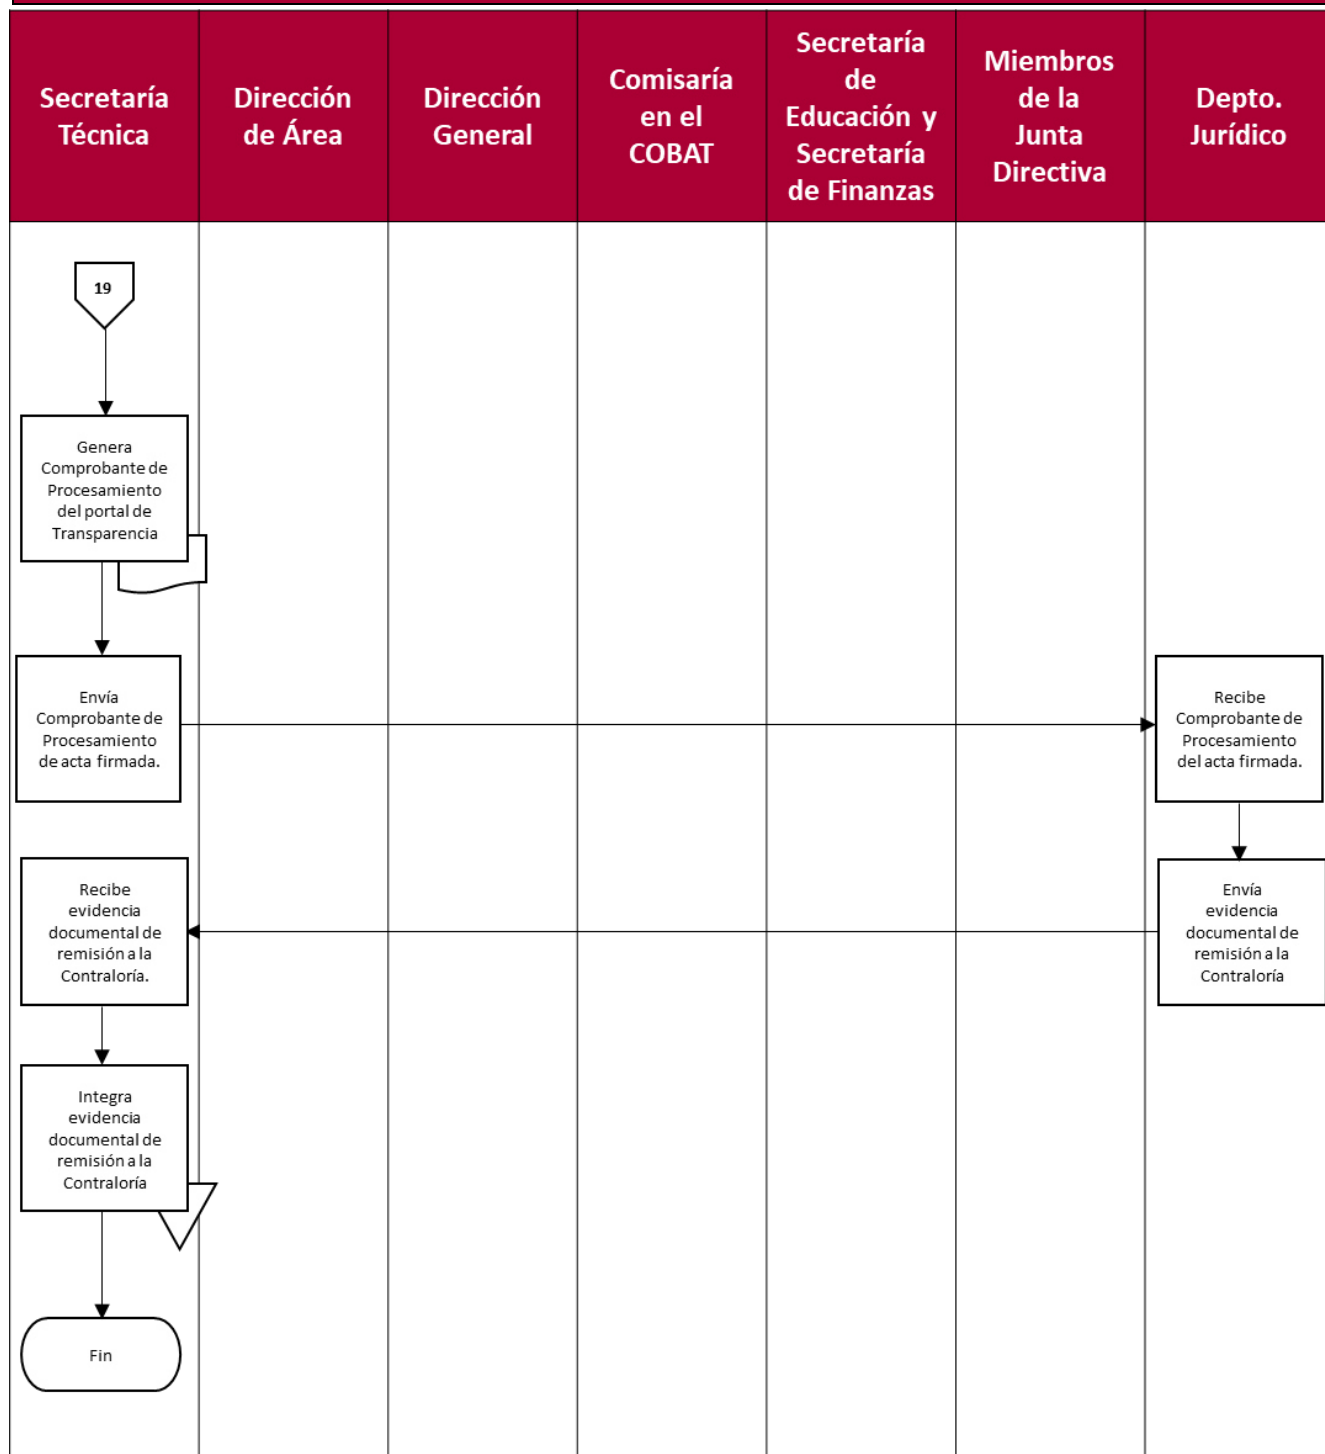 Secretaría
Técnica
Dirección
de Área
Dirección
General
Comisaría
en el
COBAT
Secretaría
de
Educación y
Secretaría
de Finanzas
Miembros
de la
Junta
Directiva
Depto.
Jurídico
19
Genera
Comprobante de
Procesamiento
del portal de
Transparencia
Envía
Comprobante de
Procesamiento
de acta firmada.
Recibe
Comprobante de
Procesamiento
del acta firmada.
Envía
evidencia
documental de
remisión a la
Contraloría
Recibe
evidencia
documental de
remisión a la
Contraloría.
Integra
evidencia
documental de
remisión a la
Contraloría
Fin